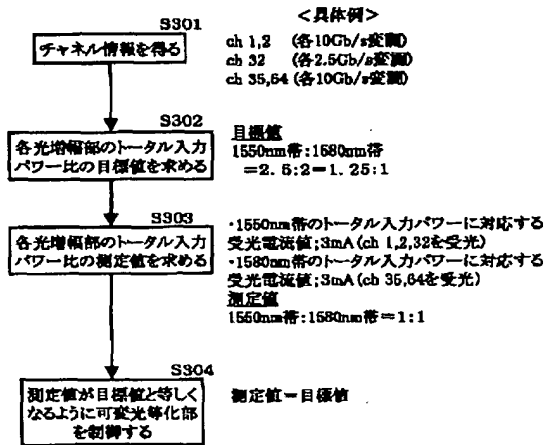 S301
チャネル情報を得る
<具体例>
ch 1,2 (各10Gb/s変調)
ch 32 (各2.5Gb/s変調)
ch 35,64 (各10Gb/s変調)
S302
各光増幅部のトータル入力
パワー比の目標値を求める
目標値
1550nm帯:1580nm帯
=2.5:2=1.25:1
S303
各光増幅部のトータル入力
パワー比の測定値を求める
・1550nm帯のトータル入力パワーに対応する
受光電流値;3mA(ch 1,2,32を受光)
・1580nm帯のトータル入力パワーに対応する
受光電流値;3mA(ch 35,64を受光)
測定値
1550nm帯:1580nm帯=1:1
S304
測定値が目標値と等しく
なるように可変光等化部
を制御する
測定値=目標値